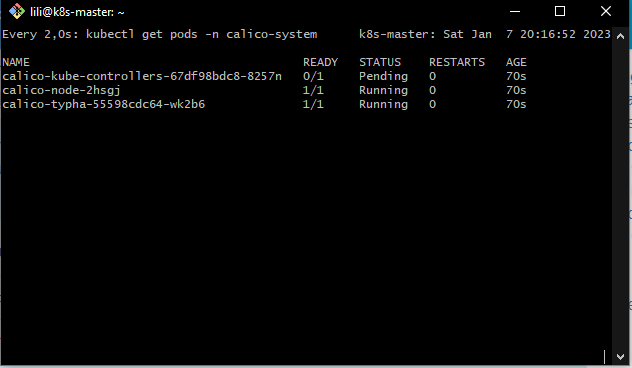 lili@k8s-master: ~
Every 2,0s: kubectl get pods -n calico-system      k8s-master: Sat Jan  7 20:16:52 2023
NAME                                       READY   STATUS    RESTARTS   AGE
calico-kube-controllers-67df98bdc8-8257n   0/1     Pending   0          70s
calico-node-2hsgj                          1/1     Running   0          70s
calico-typha-55598cdc64-wk2b6              1/1     Running   0          70s